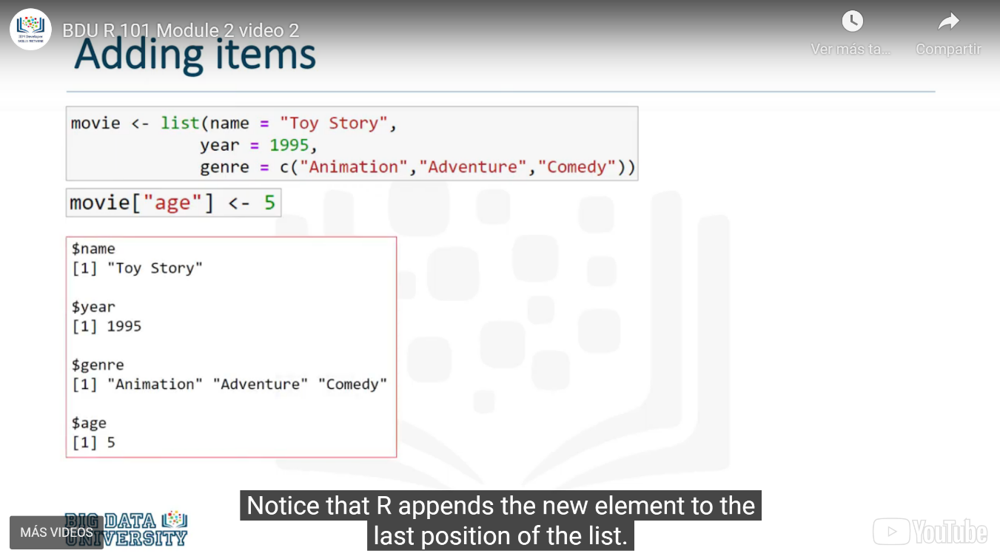 BDU R 101 Module 2 video 2
Ver más ta...
Compartir
Adding items
movie <- list(name = "Toy Story",
year = 1995,
genre = c("Animation","Adventure","Comedy"))
movie["age"] <- 5
$name
[1] "Toy Story"
$year
[1] 1995
$genre
[1] "Animation" "Adventure" "Comedy"
$age
[1] 5
Notice that R appends the new element to the
last position of the list.
BIG DATA
UNIVERSITY
MÁS VIDEOS
YouTube